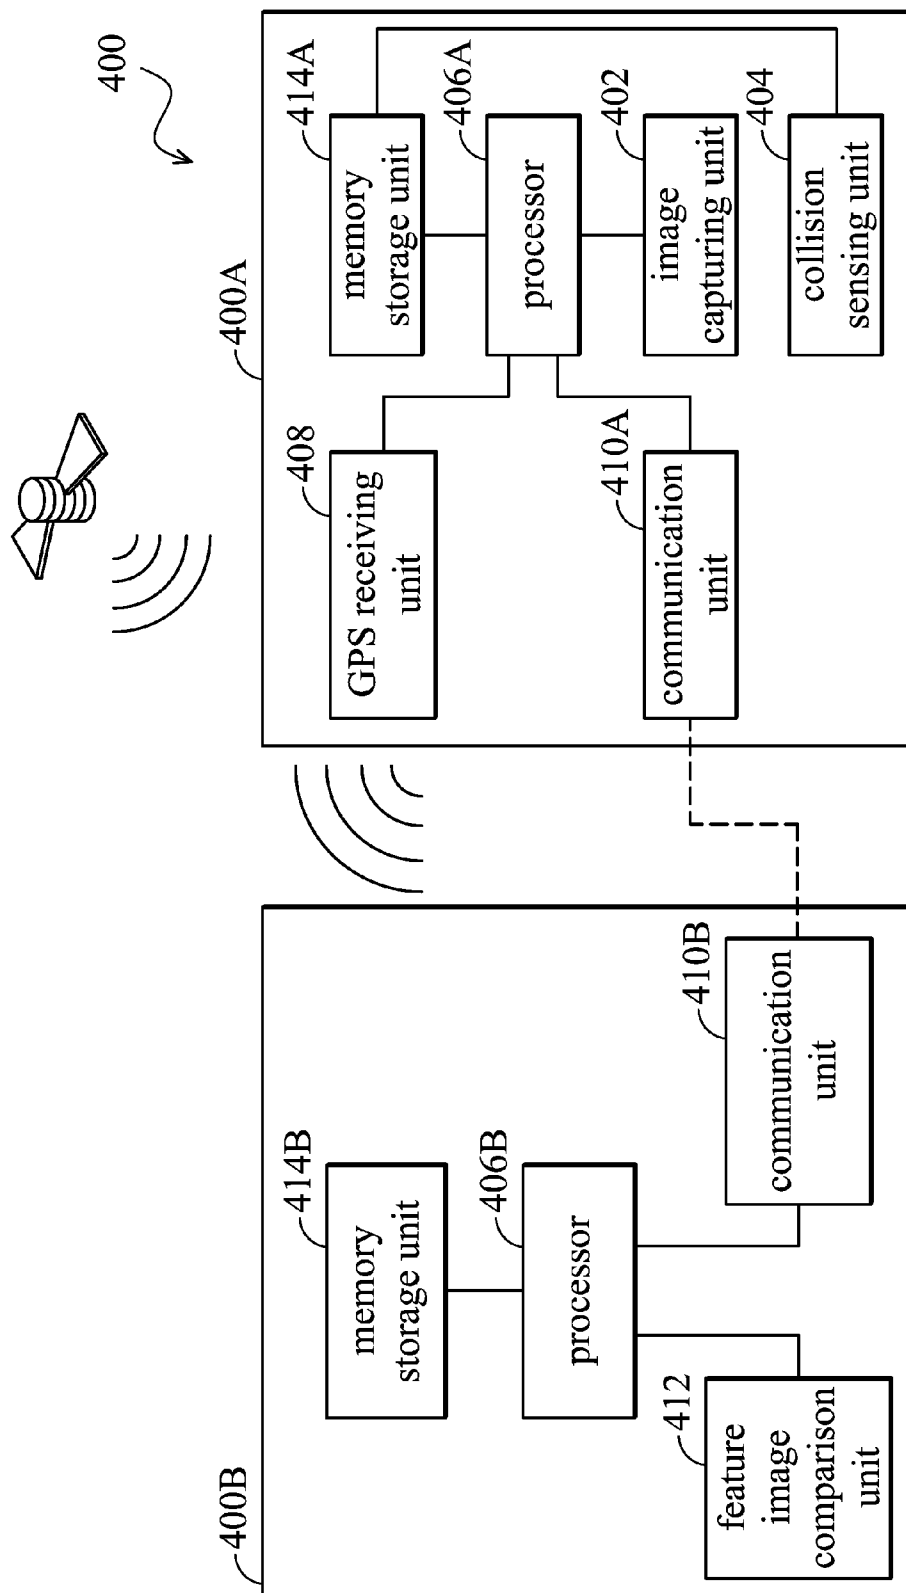 400
400B
414B
memory
storage unit
406B
processor
412
feature
image
comparison
unit
410B
communication
unit
400A
408
GPS receiving
unit
414A
memory
storage unit
406A
processor
410A
communication
unit
402
image
capturing unit
404
collision
sensing unit